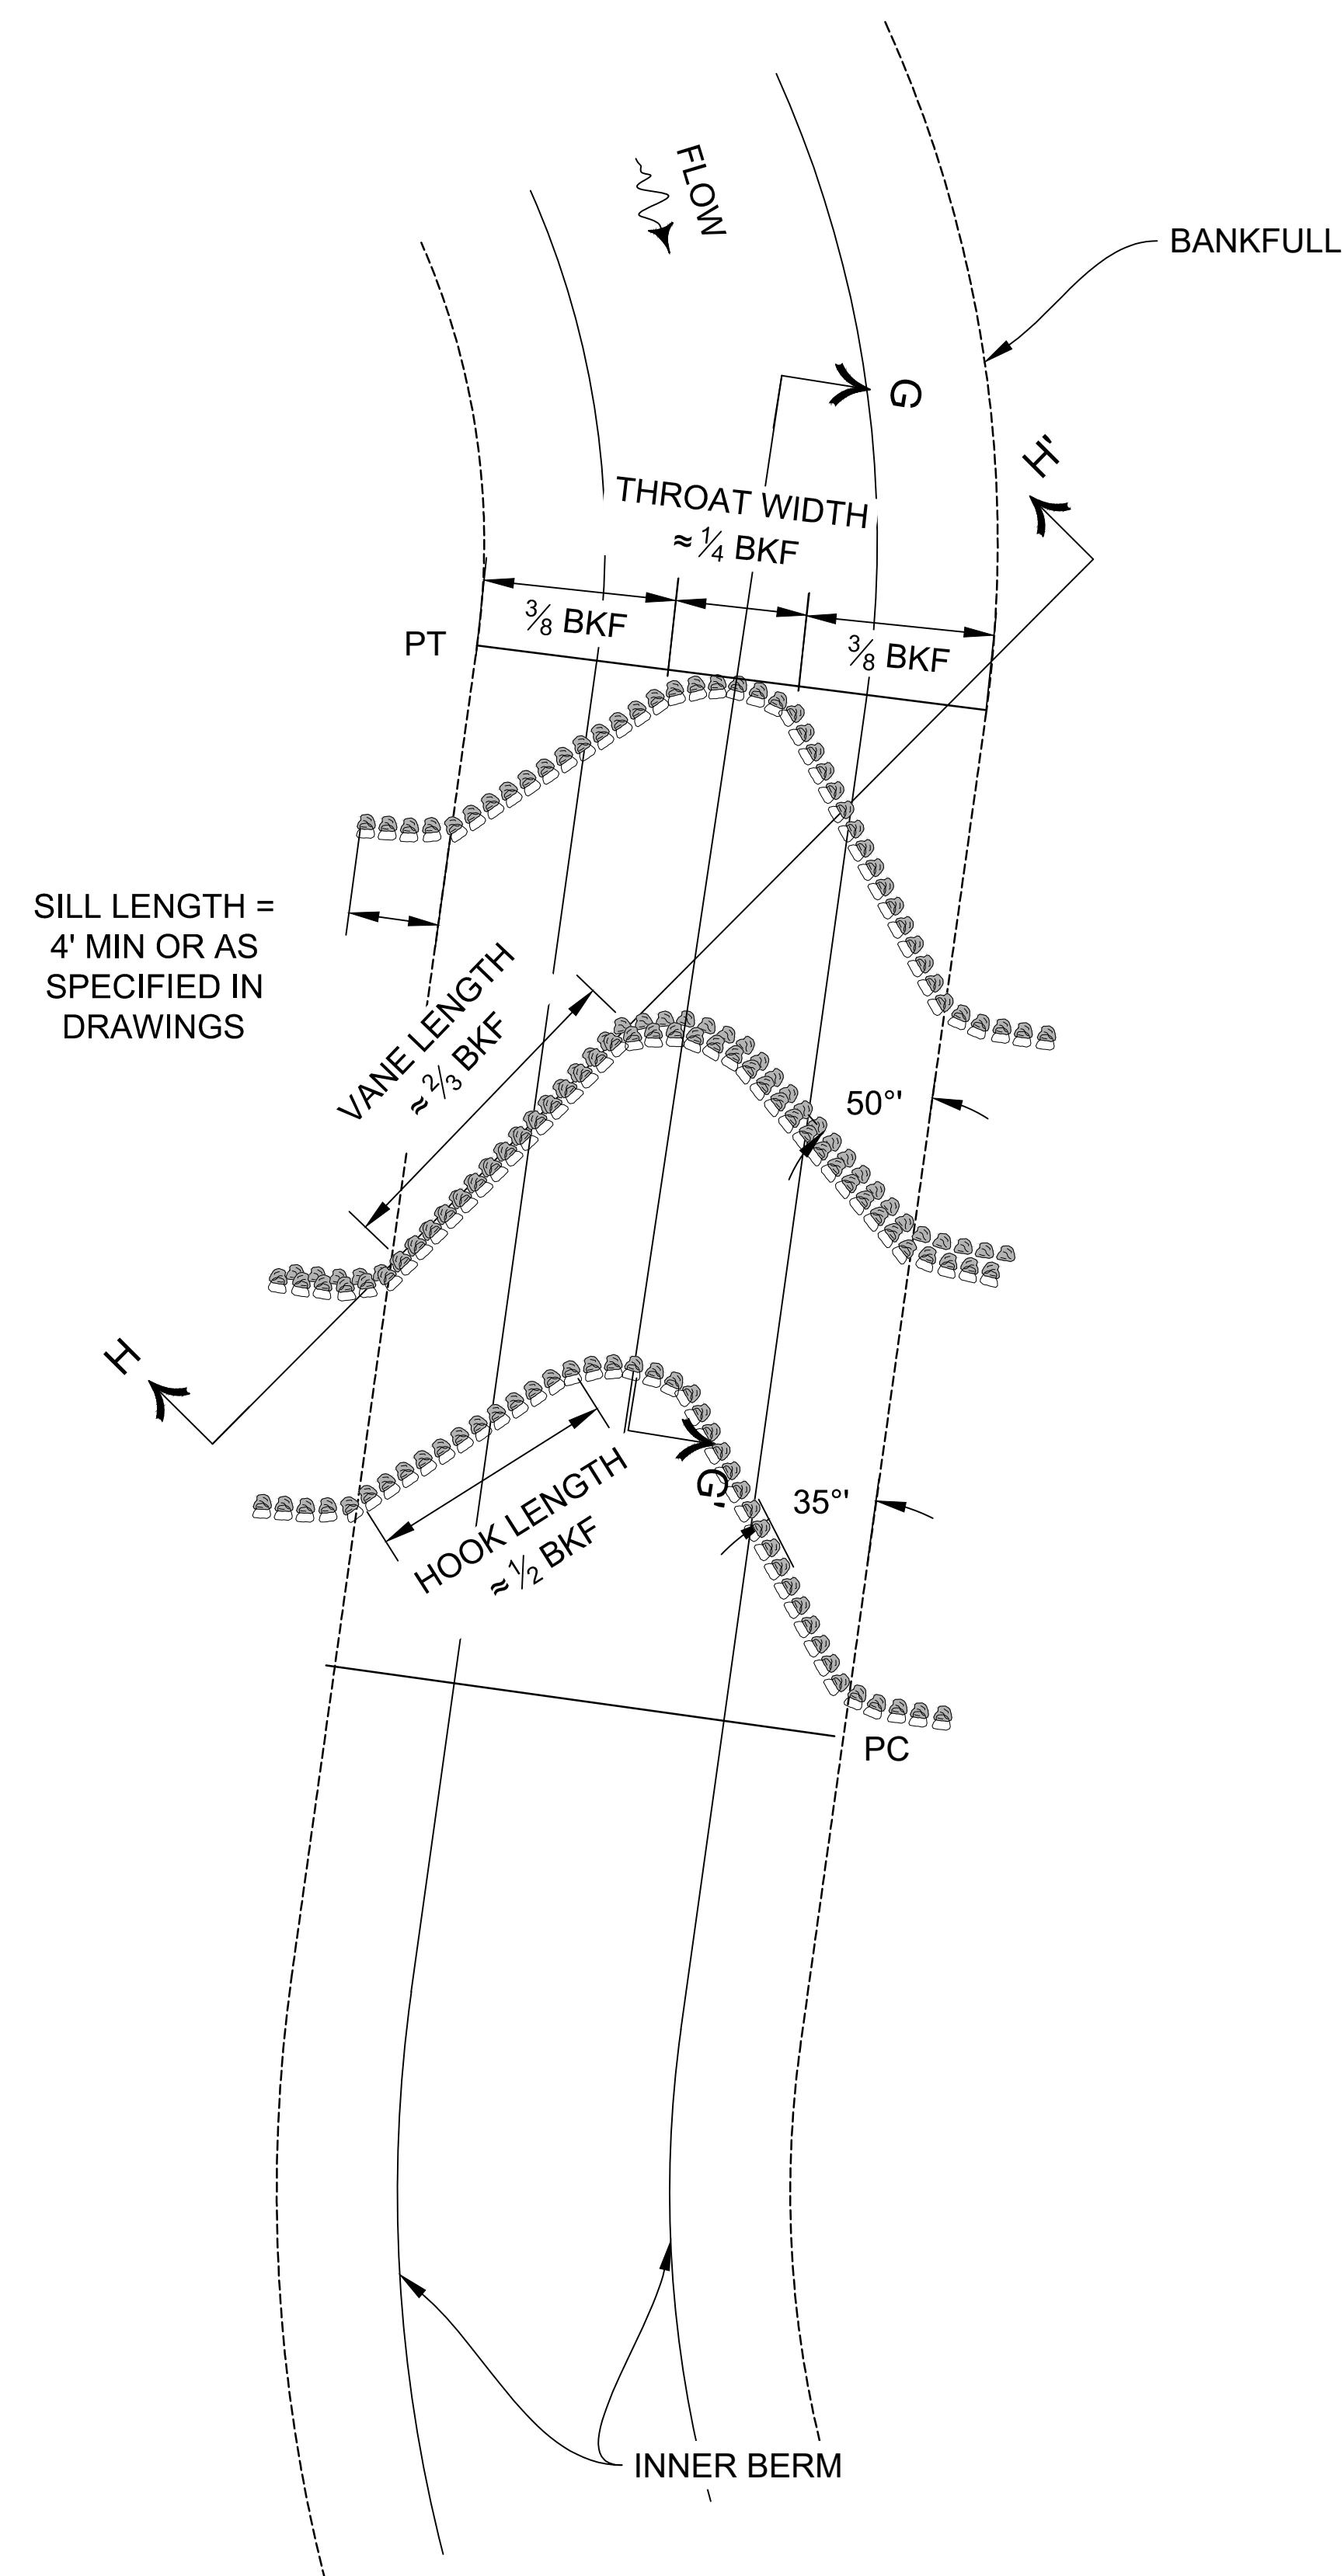 FLOW
BANKFULL
G
H'
THROAT WIDTH
≈ 1/4 BKF
3/8 BKF
3/8 BKF
PT
SILL LENGTH =
4' MIN OR AS
SPECIFIED IN
DRAWINGS
VANE LENGTH
≈ 2/3 BKF
50°'
H
G'
HOOK LENGTH
≈ 1/2 BKF
35°'
PC
INNER BERM